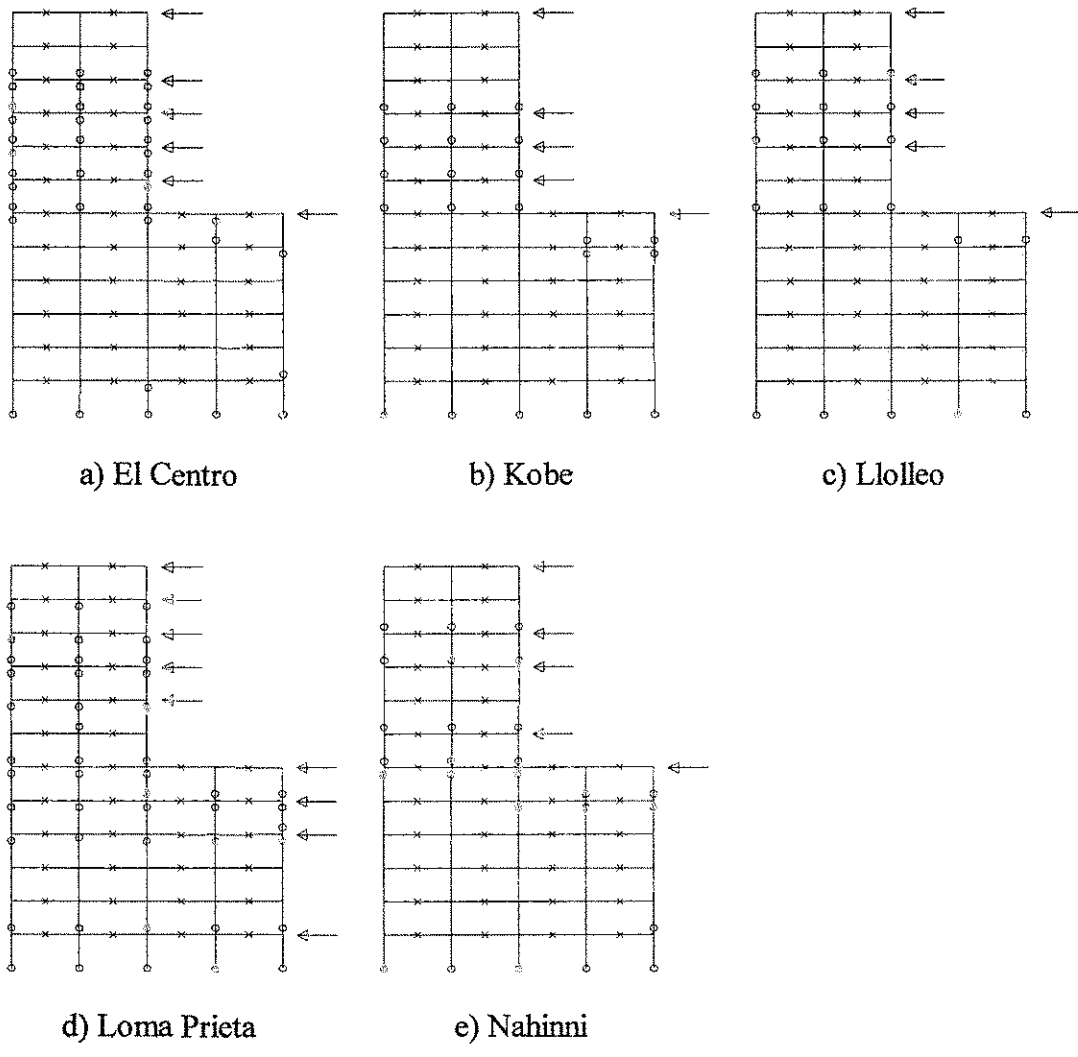 a) El Centro
b) Kobe
c) Llolleo
d) Loma Prieta
e) Nahinni